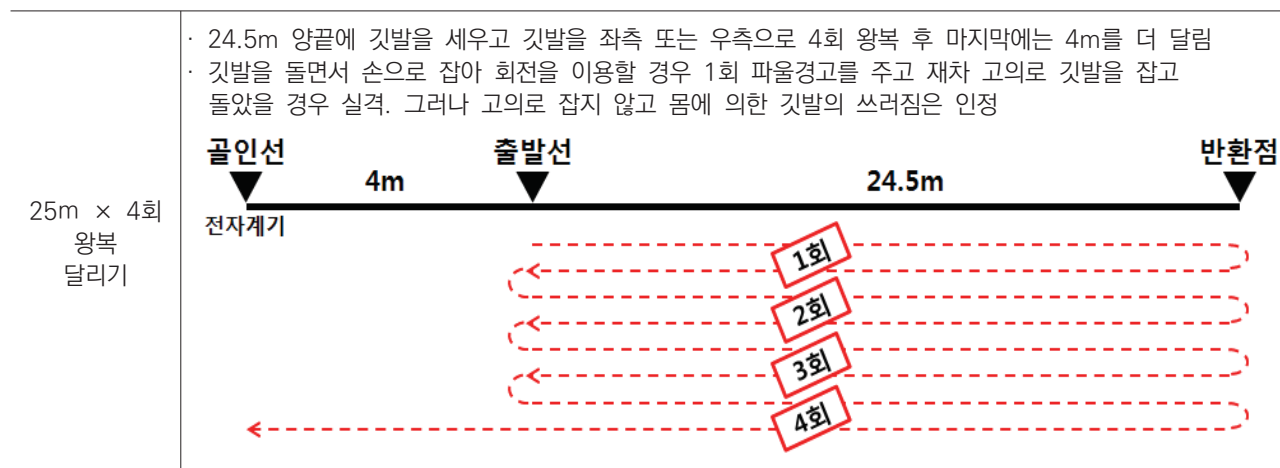 · 24.5m 양끝에 깃발을 세우고 깃발을 좌측 또는 우측으로 4회 왕복 후 마지막에는 4m를 더 달림
· 깃발을 돌면서 손으로 잡아 회전을 이용할 경우 1회 파울경고를 주고 재차 고의로 깃발을 잡고
돌았을 경우 실격. 그러나 고의로 잡지 않고 몸에 의한 깃발의 쓰러짐은 인정
골인선 출발선 반환점
4m 24.5m
전자계기
25m × 4회
왕복
달리기
1회
2회
3회
4회